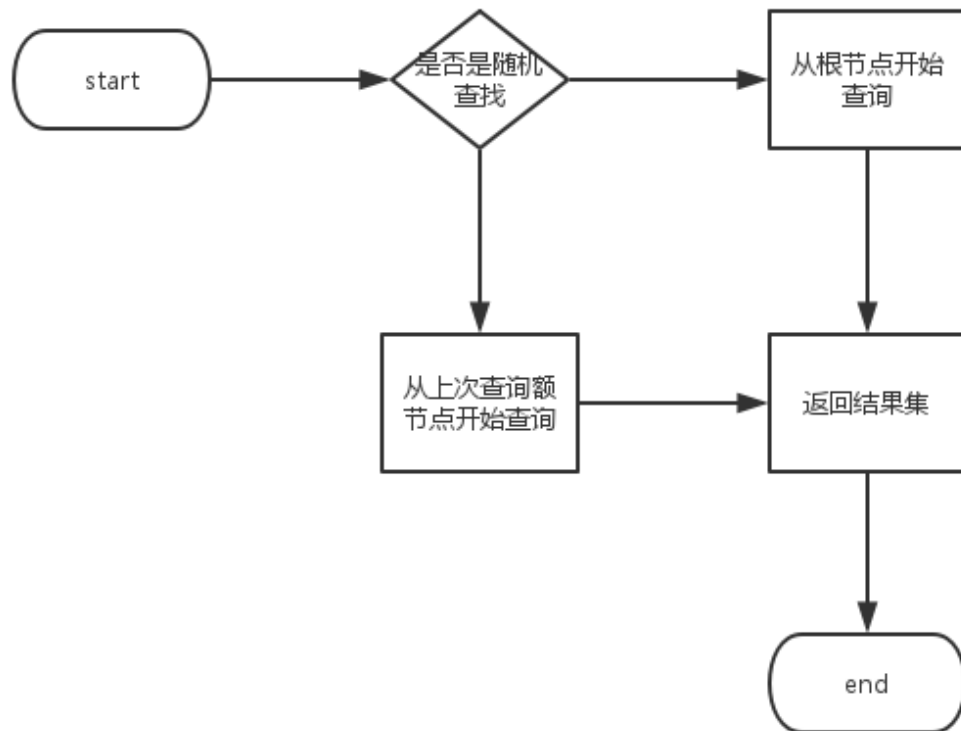 start
是否是随机
查找
从根节点开始
查询
从上次查询额
节点开始查询
返回结果集
end